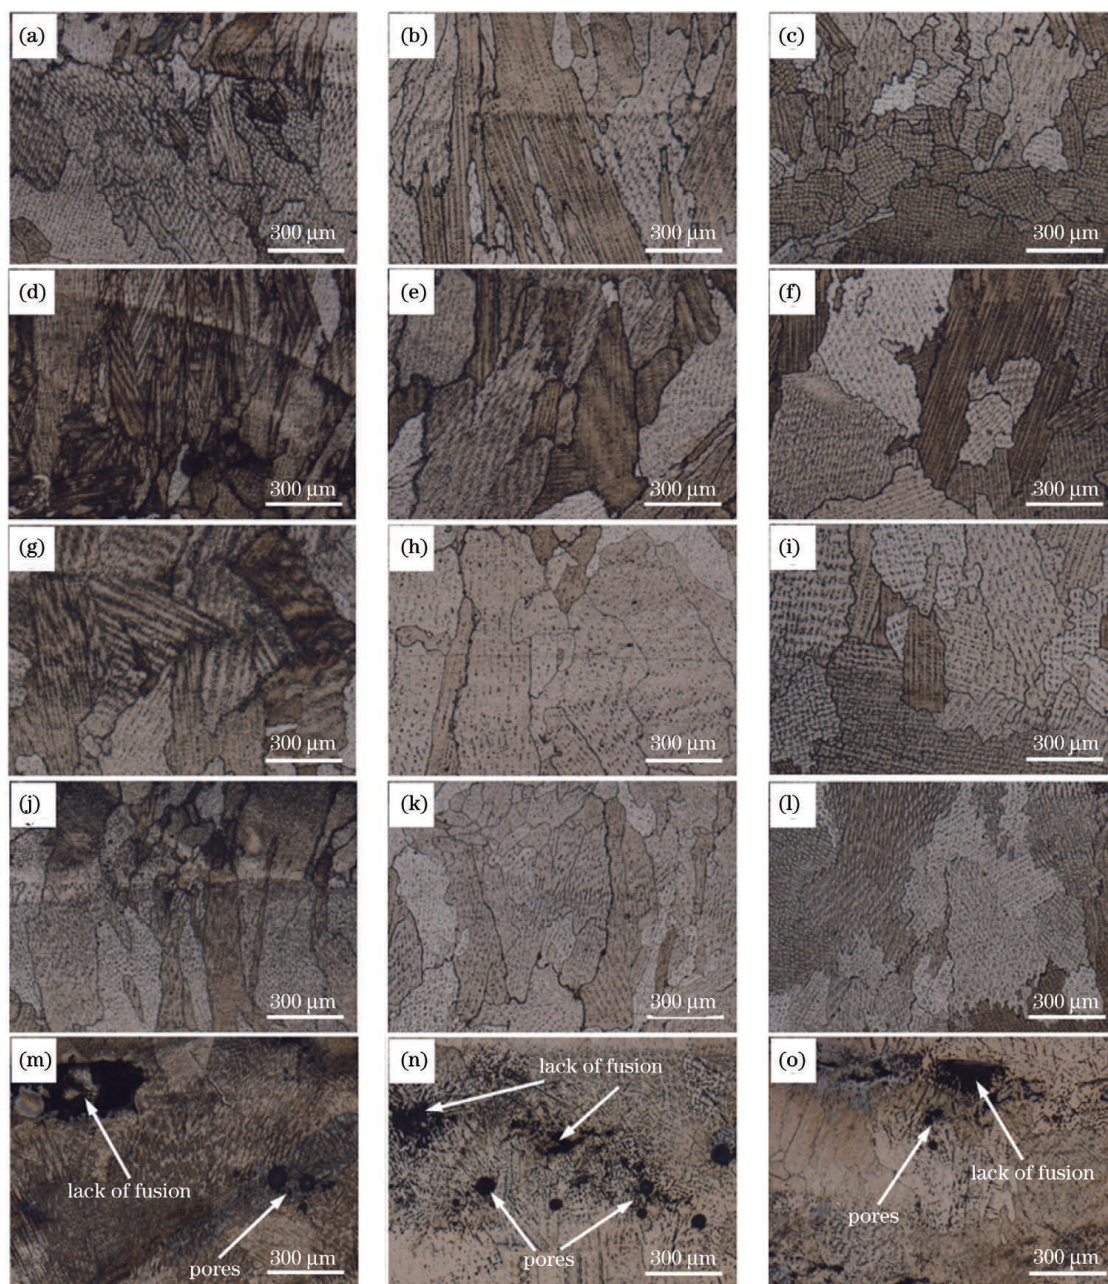 (a)
300 μm
(b)
300 μm
(c)
300 μm
(d)
300 μm
(e)
300 μm
(f)
300 μm
(g)
300 μm
(h)
300 μm
(i)
300 μm
(j)
300 μm
(k)
300 μm
(l)
300 μm
(m)
lack of fusion
pores
300 μm
(n)
lack of fusion
pores
300 μm
(o)
lack of fusion
pores
300 μm